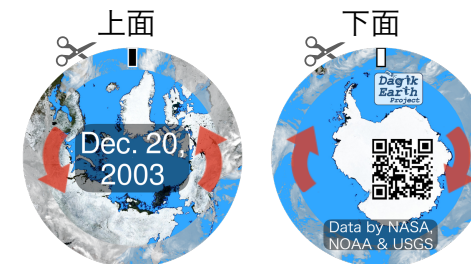 上面
下面
Dec. 20,
2003
Dagik
Earth
Project
Data by NASA,
NOAA & USGS